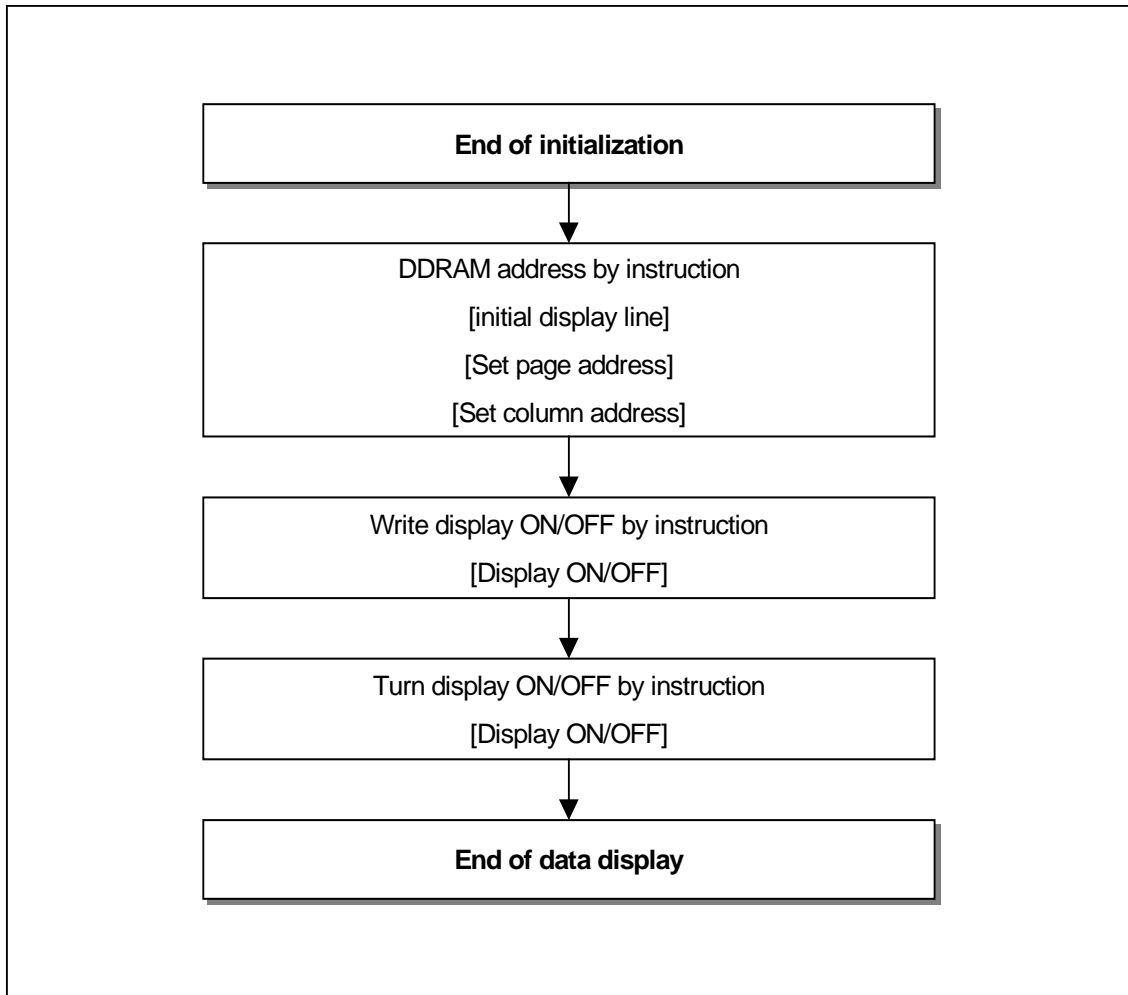 End of initialization
DDRAM address by instruction
[initial display line]
[Set page address]
[Set column address]
Write display ON/OFF by instruction
[Display ON/OFF]
Turn display ON/OFF by instruction
[Display ON/OFF]
End of data display